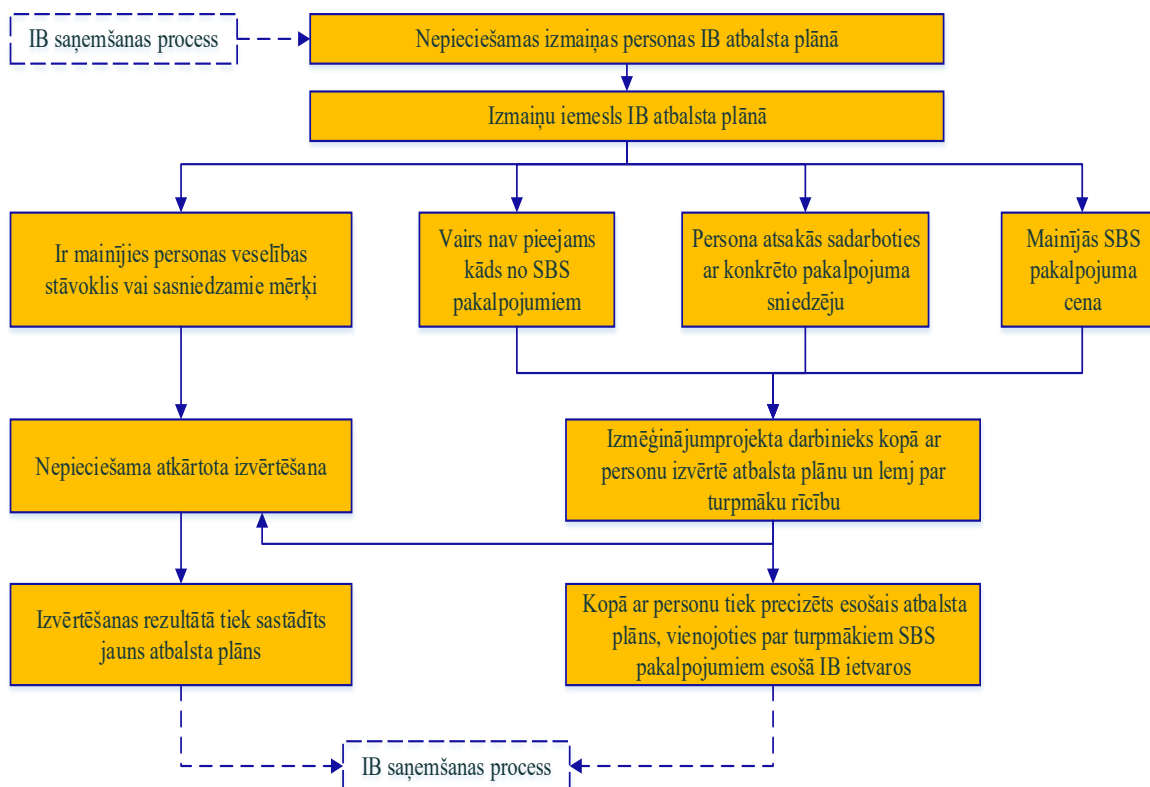 IB saņemšanas process
Nepieciešamas izmaiņas personas IB atbalsta plānā
Izmaiņu iemesls IB atbalsta plānā
Ir mainījies personas veselības
stāvoklis vai sasniedzamie mērķi
Vairs nav pieejams
kāds no SBS
pakalpojumiem
Persona atsakās sadarboties
ar konkrēto pakalpojuma
sniedzēju
Mainījās SBS
pakalpojuma
cena
Nepieciešama atkārtota izvērtēšana
Izmēģinājumprojekta darbinieks kopā ar
personu izvērtē atbalsta plānu un lemj par
turpmāku rīcību
Izvērtēšanas rezultātā tiek sastādīts
jauns atbalsta plāns
Kopā ar personu tiek precizēts esošais atbalsta
plāns, vienojoties par turpmākiem SBS
pakalpojumiem esošā IB ietvaros
IB saņemšanas process